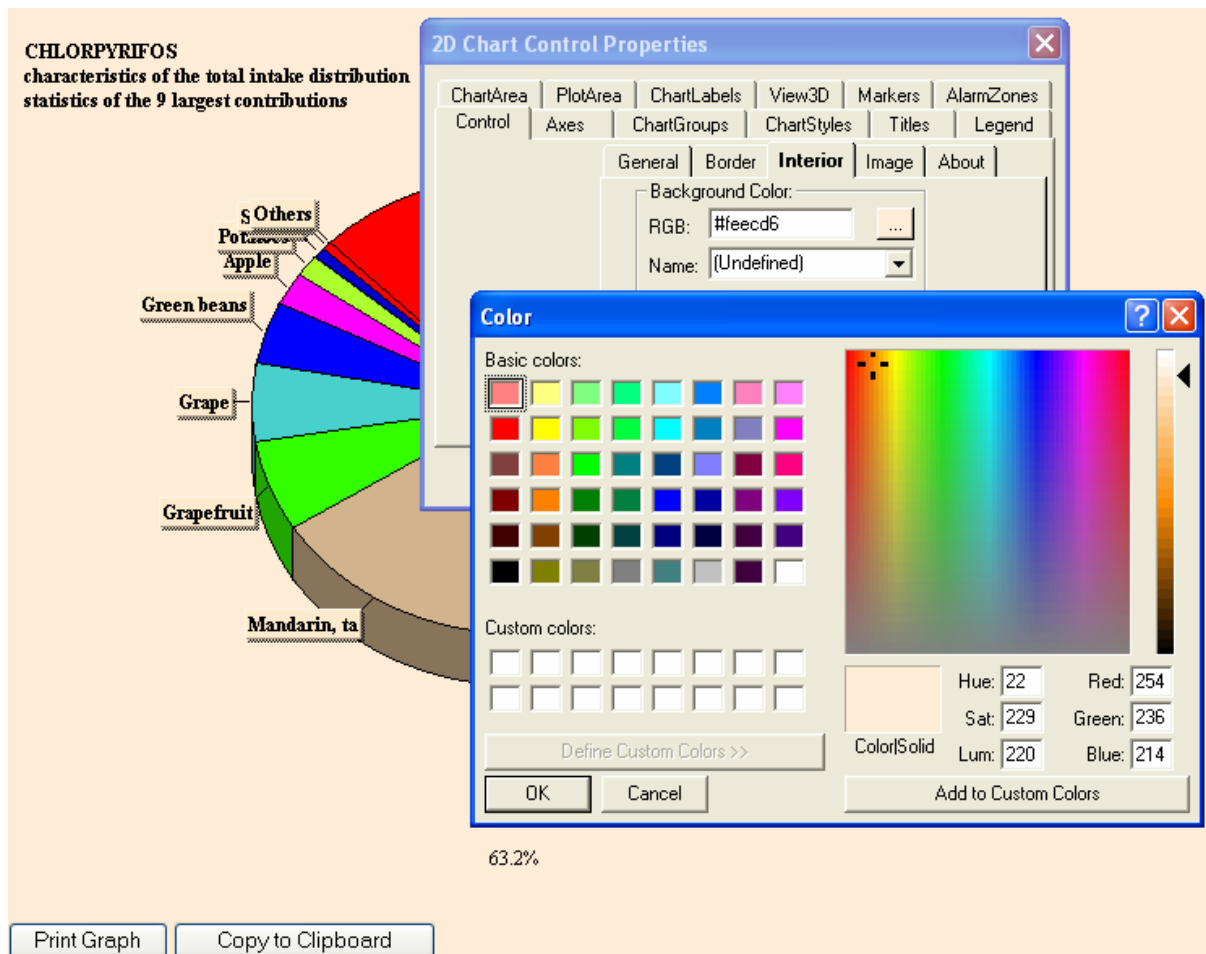 CHLORPYRIFOS
characteristics of the total intake distribution
statistics of the 9 largest contributions
2D Chart Control Properties
ChartArea PlotArea ChartLabels View3D Markers AlarmZones
Control Axes ChartGroups ChartStyles Titles Legend
General Border Interior Image About
Background Color:
RGB: #feecd6 ...
Name: (Undefined)
S Others
Apple
Green beans
Grape
Grapefruit
Mandarin, ta
Color
Basic colors:
Custom colors:
Define Custom Colors >>
OK Cancel
Color|Solid
Hue: 22 Red: 254
Sat: 229 Green: 236
Lum: 220 Blue: 214
Add to Custom Colors
63.2%
Print Graph Copy to Clipboard